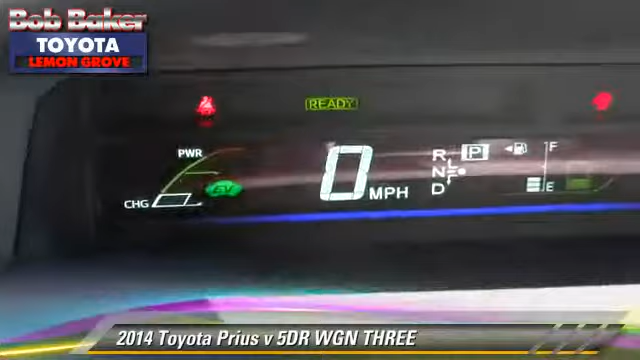 Bob Baker
TOYOTA
LEMON GROVE
READY
PWR
EV
CHG
0 MPH
R
N
D
P
F
E
2014 Toyota Prius v 5DR WGN THREE